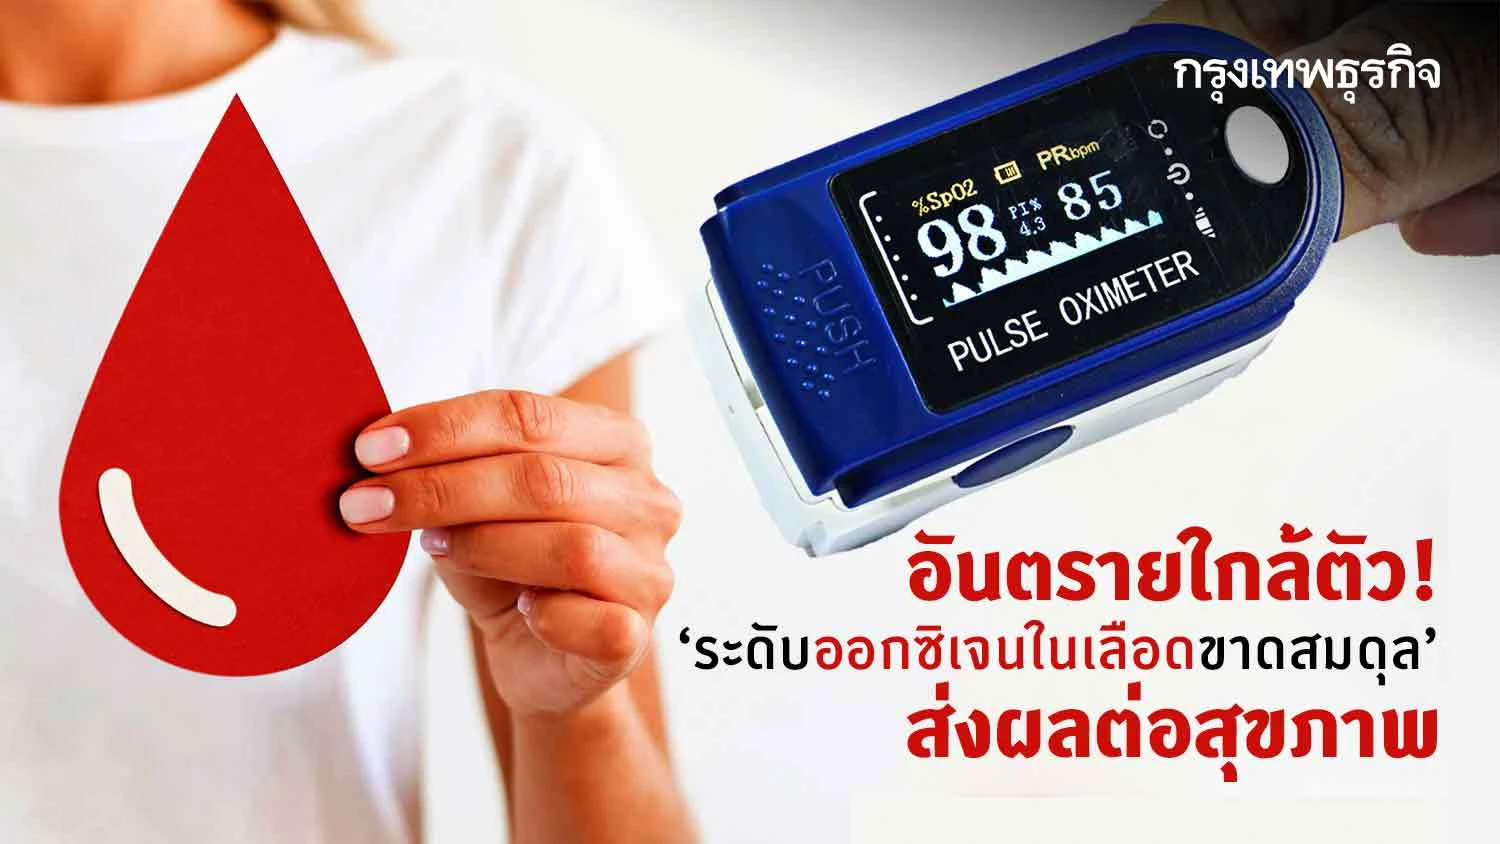 กรุงเทพธุรกิจ
%SpO2 PRbpm
98 PI% 85
4.3
PUSH
PULSE OXIMETER
อันตรายใกล้ตัว!
‘ระดับออกซิเจนในเลือดขาดสมดุล’
ส่งผลต่อสุขภาพ